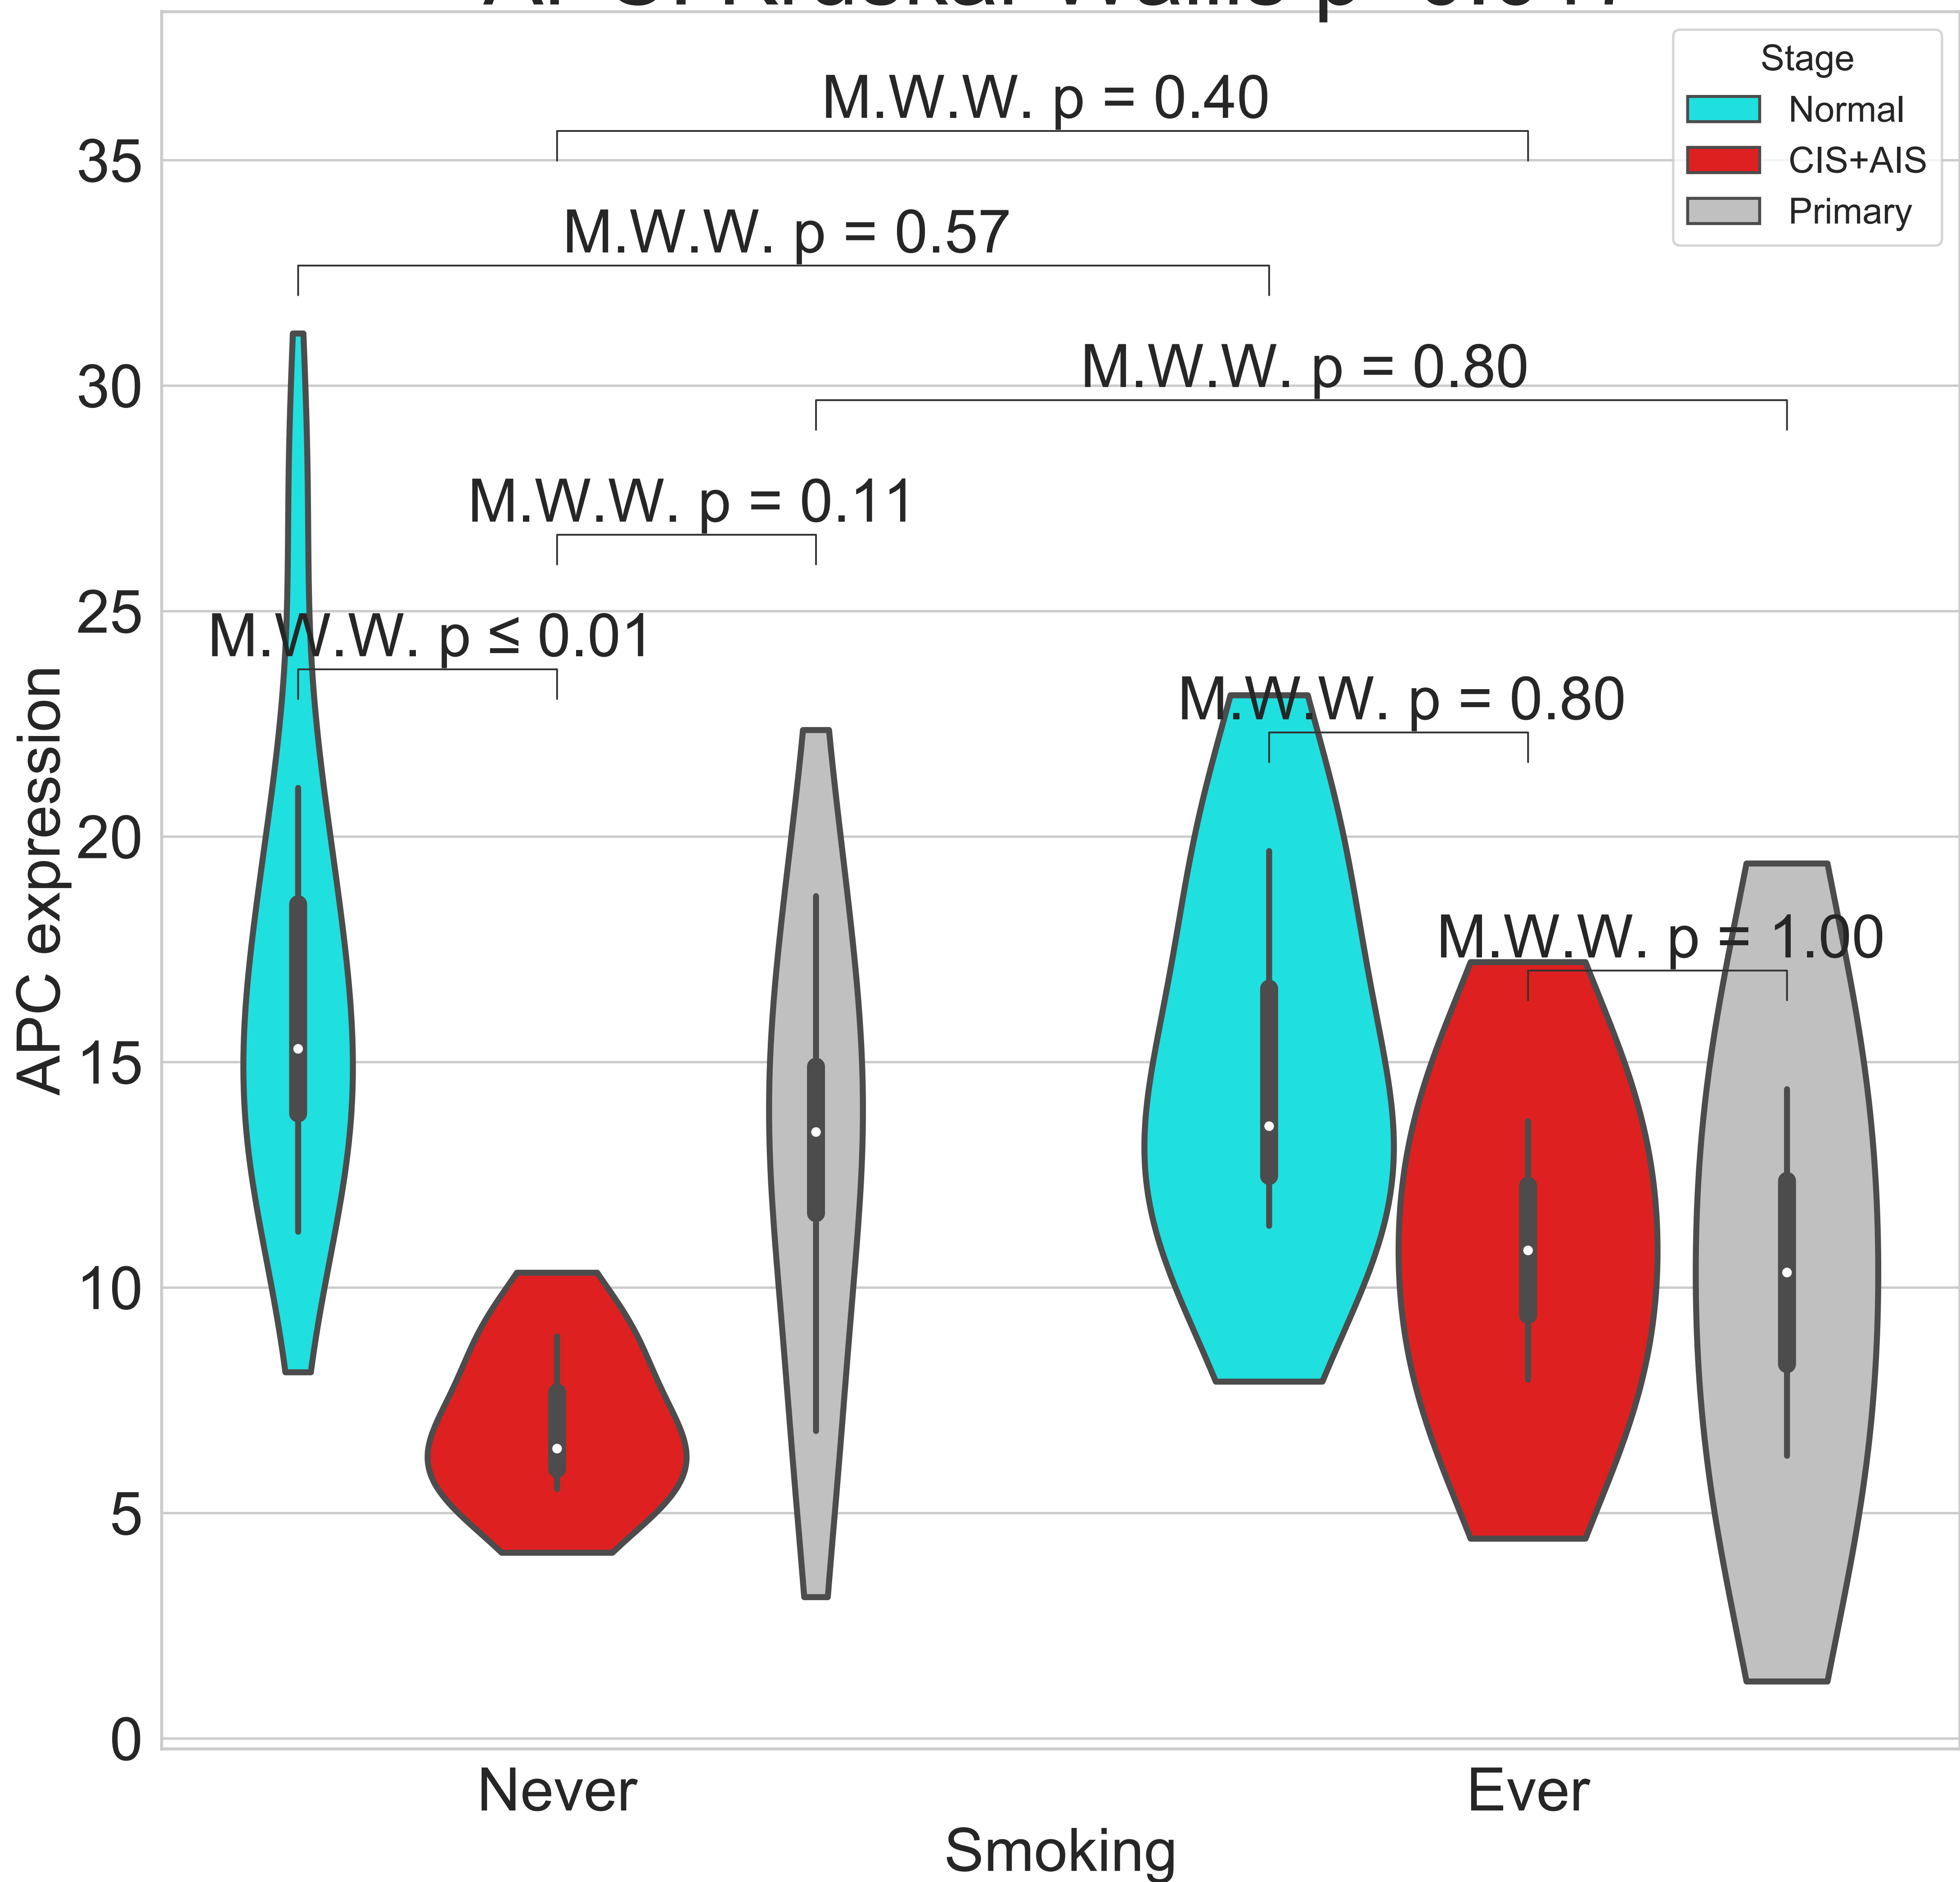 Stage
Normal
CIS+AIS
Primary
M.W.W. p = 0.40
M.W.W. p = 0.57
M.W.W. p = 0.80
M.W.W. p = 0.11
M.W.W. p ≤ 0.01
M.W.W. p = 0.80
M.W.W. p = 1.00
APC expression
35
30
25
20
15
10
5
0
Never
Ever
Smoking